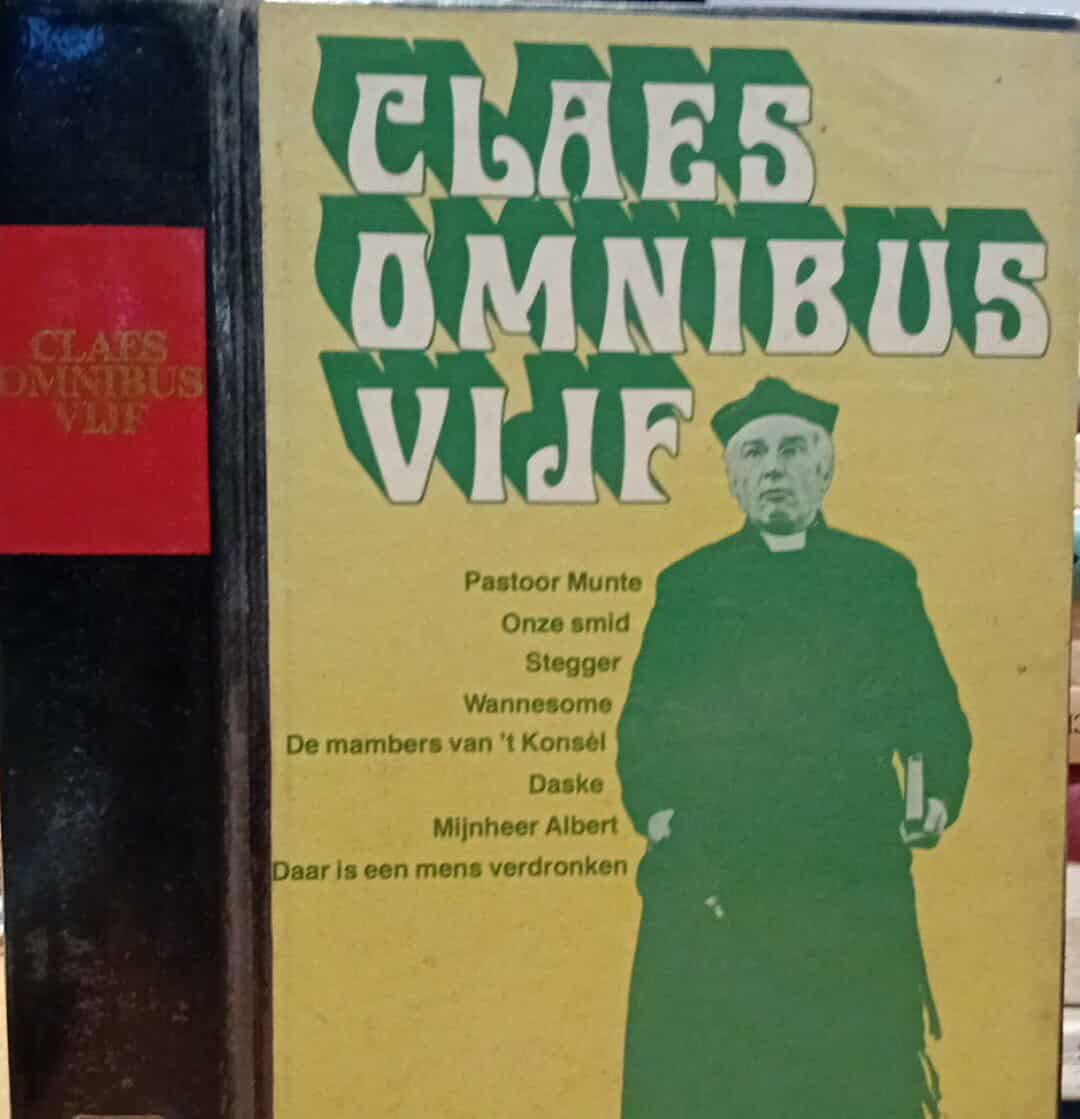 CLAES
OMNIBUS
VIJF
CLAES
OMNIBUS
VIJF
Pastoor Munte
Onze smid
Stegger
Wannesome
De mambers van 't Konsèl
Daske
Mijnheer Albert
Daar is een mens verdronken